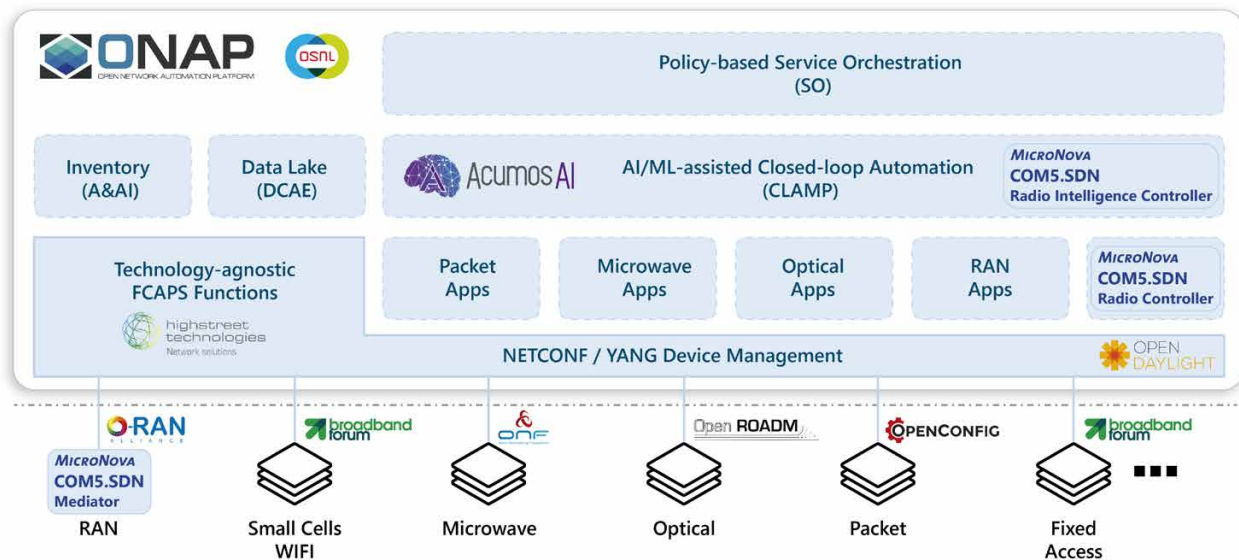 ONAP
OPEN NETWORK AUTOMATION PLATFORM
OSNL
Policy-based Service Orchestration
(SO)
Inventory
(A&AI)
Data Lake
(DCAE)
Acumos AI
AI/ML-assisted Closed-loop Automation
(CLAMP)
MICRONOVA
COM5.SDN
Radio Intelligence Controller
Technology-agnostic
FCAPS Functions
highstreet
technologies
Network solutions
Packet
Apps
Microwave
Apps
Optical
Apps
RAN
Apps
MICRONOVA
COM5.SDN
Radio Controller
NETCONF / YANG Device Management
OPEN
DAYLIGHT
O-RAN
ALLIANCE
MICRONOVA
COM5.SDN
Mediator
RAN
broadband
forum
Small Cells
WIFI
ONF
Microwave
Open ROADM
Optical
OPENCONFIG
Packet
broadband
forum
Fixed
Access